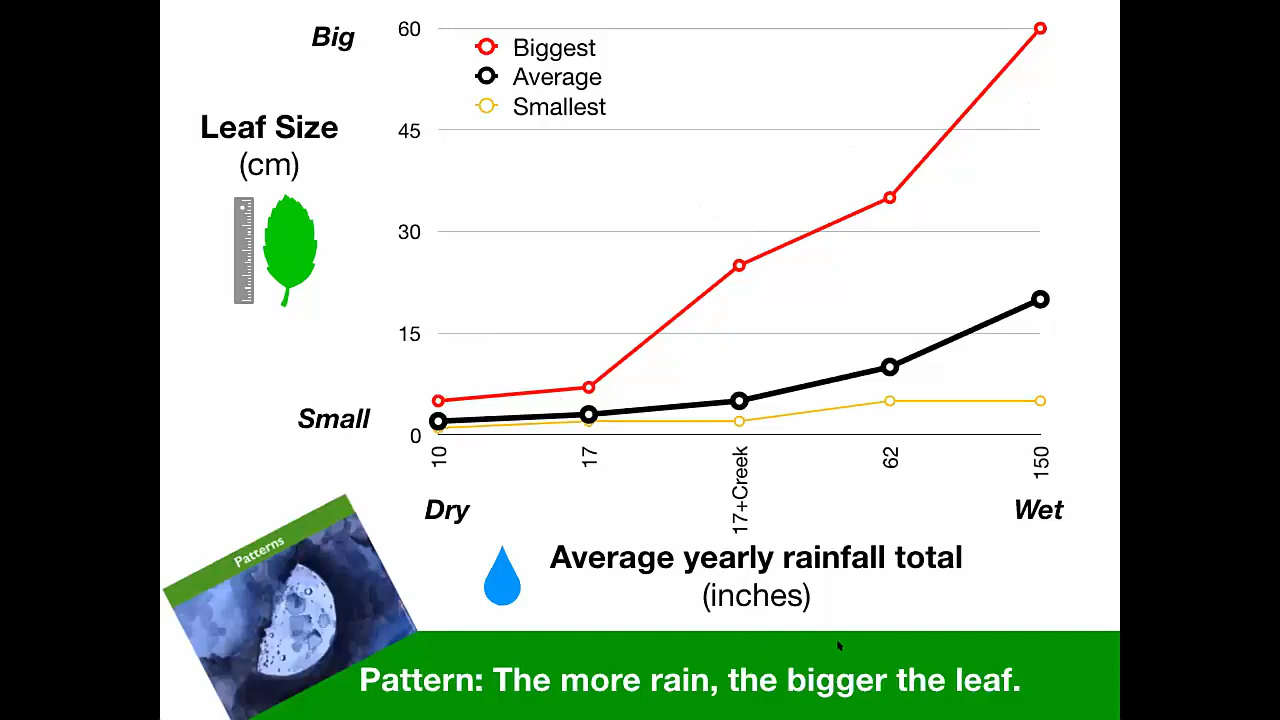 Big
60
Biggest
Average
Smallest
Leaf Size
(cm)
45
30
15
Small
0
10
17
17+Creek
62
150
Dry
Wet
Average yearly rainfall total
(inches)
Patterns
Pattern: The more rain, the bigger the leaf.